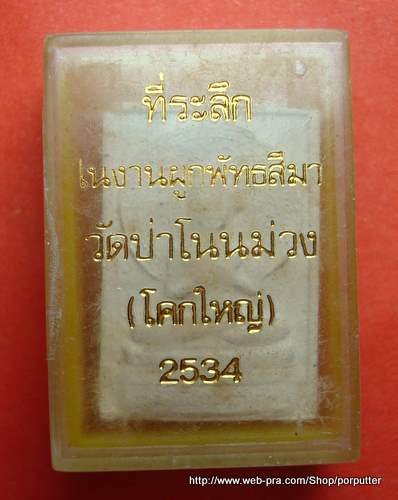 ที่ระลึก
ในงานผูกพัทธสีมา
วัดป่าโนนม่วง
(โคกใหญ่)
2534
http://www.web-pra.com/Shop/porputter